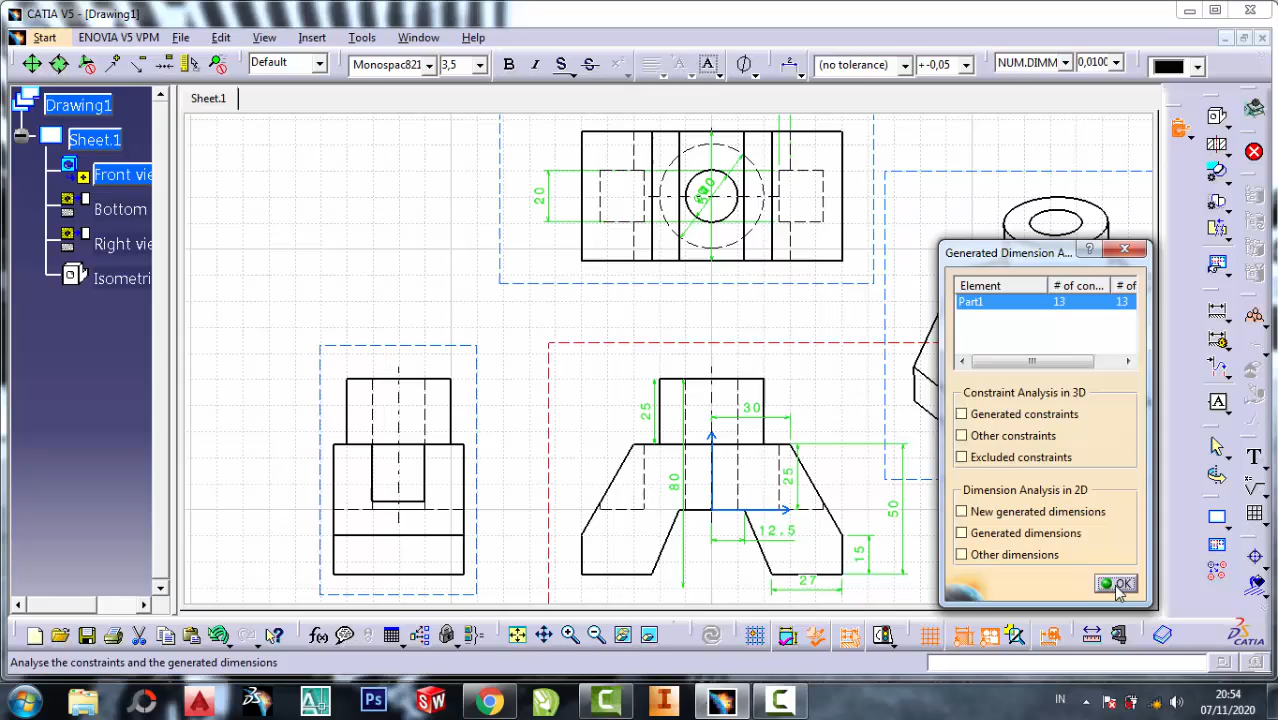 CATIA V5 - [Drawing1]
Start ENOVIA V5 VPM File Edit View Insert Tools Window Help
Default Monospac821 3,5 B I S S (no tolerance) +-0,05 NUM.DIMM 0,0100
Drawing1
Sheet.1
Front vie
Bottom
Right vie
Isometri
Sheet.1
20
25
30
80
25
12,5
50
15
27
Generated Dimension A...
Element # of con... # of
Part1 13 13
Constraint Analysis in 3D
Generated constraints
Other constraints
Excluded constraints
Dimension Analysis in 2D
New generated dimensions
Generated dimensions
Other dimensions
OK
Analyse the constraints and the generated dimensions
CATIA
IN 20:54
07/11/2020